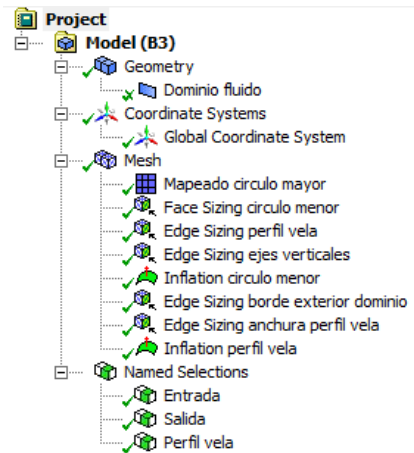 Project
Model (B3)
Geometry
Dominio fluido
Coordinate Systems
Global Coordinate System
Mesh
Mapeado circulo mayor
Face Sizing circulo menor
Edge Sizing perfil vela
Edge Sizing ejes verticales
Inflation circulo menor
Edge Sizing borde exterior dominio
Edge Sizing anchura perfil vela
Inflation perfil vela
Named Selections
Entrada
Salida
Perfil vela